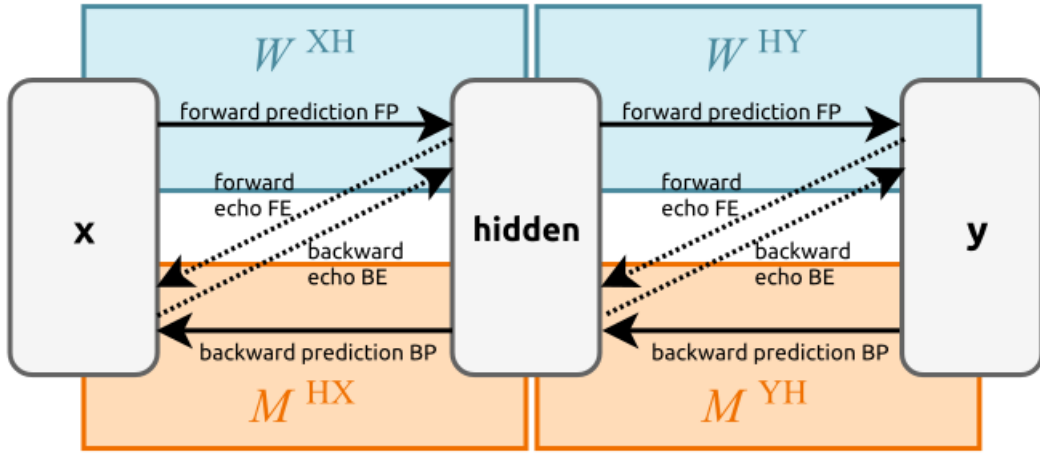 W XH
W HY
forward prediction FP
forward prediction FP
forward
echo FE
forward
echo FE
x
hidden
y
backward
echo BE
backward
echo BE
backward prediction BP
backward prediction BP
M HX
M YH